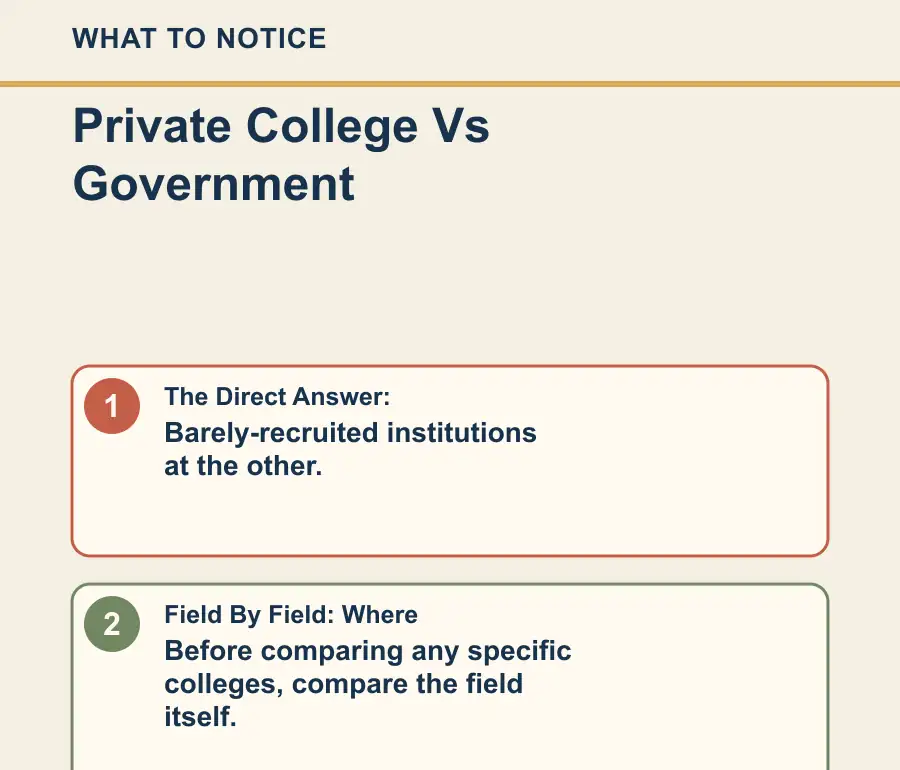 WHAT TO NOTICE
Private College Vs
Government
1
The Direct Answer:
Barely-recruited institutions
at the other.
2
Field By Field: Where
Before comparing any specific
colleges, compare the field
itself.